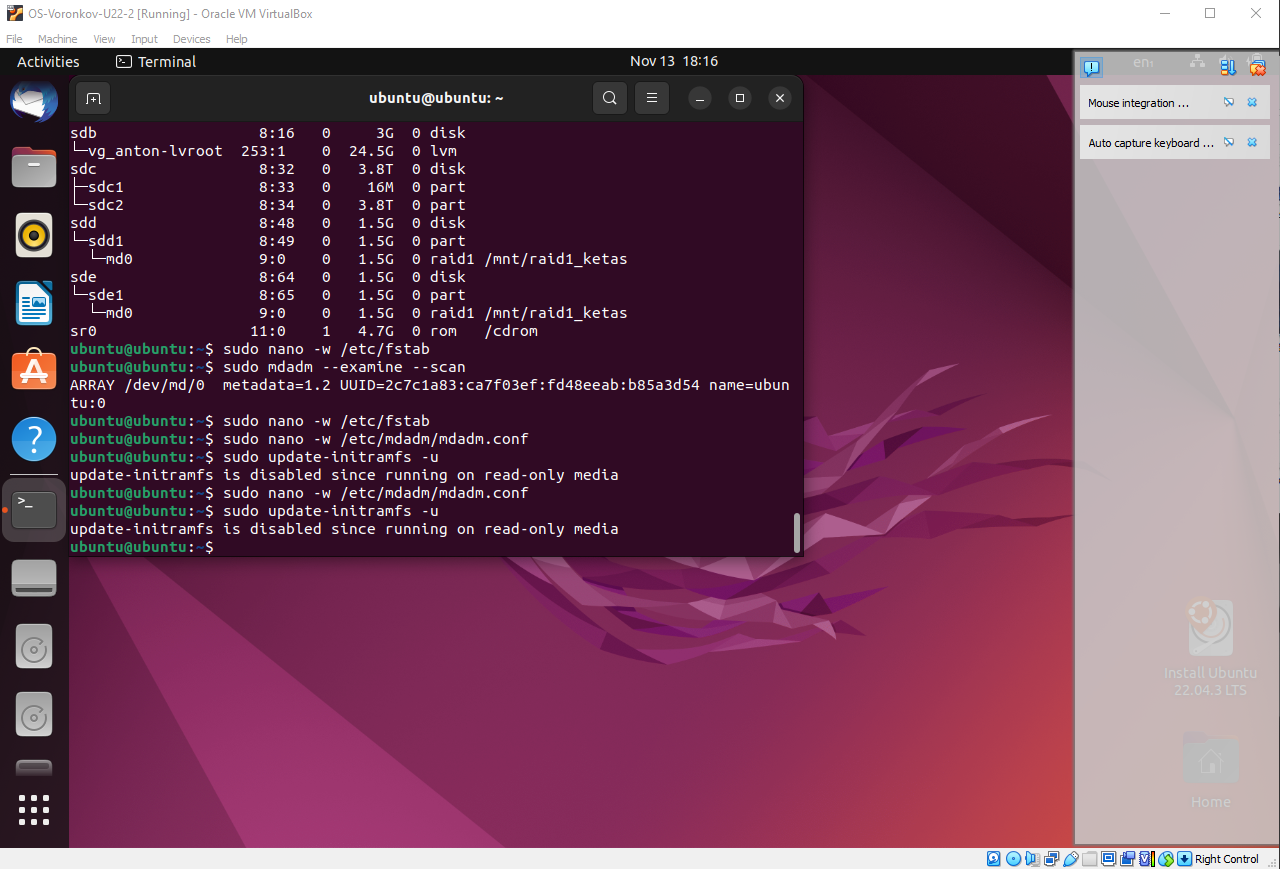 OS-Voronkov-U22-2 [Running] - Oracle VM VirtualBox
File Machine View Input Devices Help
Activities Terminal Nov 13 18:16 en₁
ubuntu@ubuntu: ~
sdb 8:16 0 3G 0 disk
└─vg_anton-lvroot 253:1 0 24.5G 0 lvm
sdc 8:32 0 3.8T 0 disk
├─sdc1 8:33 0 16M 0 part
└─sdc2 8:34 0 3.8T 0 part
sdd 8:48 0 1.5G 0 disk
└─sdd1 8:49 0 1.5G 0 part
└─md0 9:0 0 1.5G 0 raid1 /mnt/raid1_ketas
sde 8:64 0 1.5G 0 disk
└─sde1 8:65 0 1.5G 0 part
└─md0 9:0 0 1.5G 0 raid1 /mnt/raid1_ketas
sr0 11:0 1 4.7G 0 rom /cdrom
ubuntu@ubuntu:~$ sudo nano -w /etc/fstab
ubuntu@ubuntu:~$ sudo mdadm --examine --scan
ARRAY /dev/md/0 metadata=1.2 UUID=2c7c1a83:ca7f03ef:fd48eeab:b85a3d54 name=ubun
tu:0
ubuntu@ubuntu:~$ sudo nano -w /etc/fstab
ubuntu@ubuntu:~$ sudo nano -w /etc/mdadm/mdadm.conf
ubuntu@ubuntu:~$ sudo update-initramfs -u
update-initramfs is disabled since running on read-only media
ubuntu@ubuntu:~$ sudo nano -w /etc/mdadm/mdadm.conf
ubuntu@ubuntu:~$ sudo update-initramfs -u
update-initramfs is disabled since running on read-only media
ubuntu@ubuntu:~$
Mouse integration ...
Auto capture keyboard ...
Install Ubuntu
22.04.3 LTS
Home
Right Control